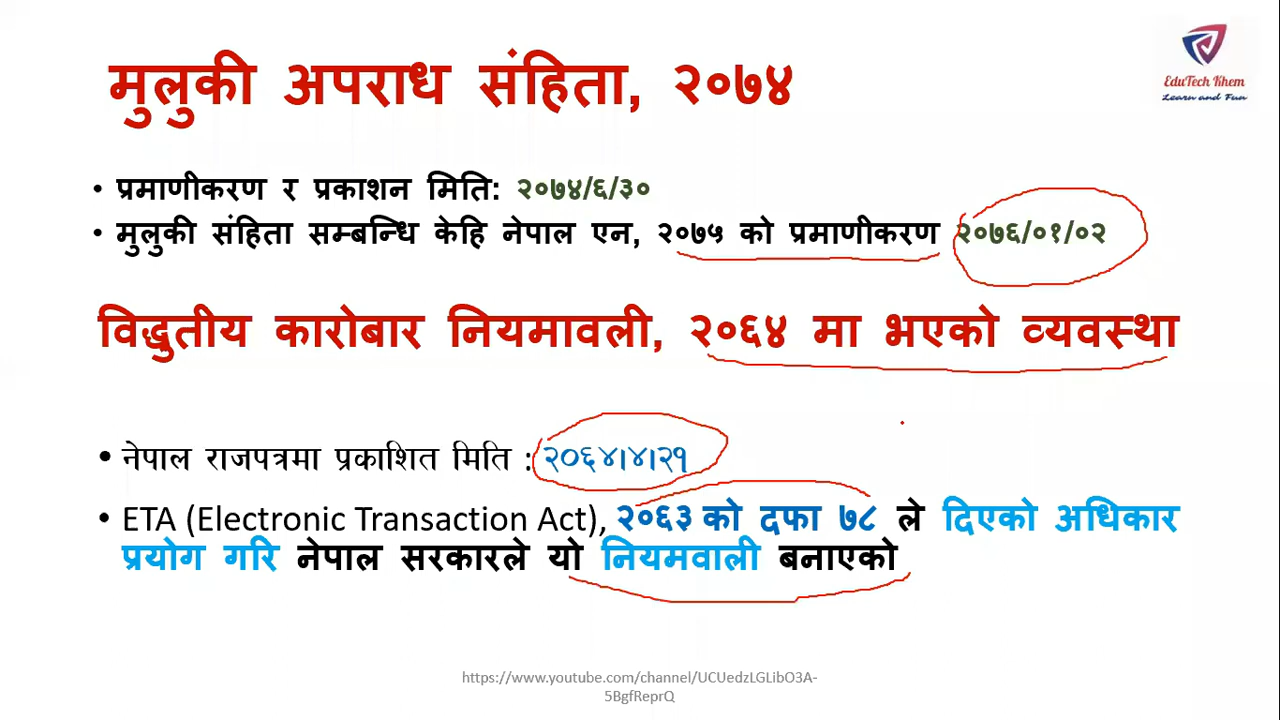 मुलुकी अपराध संहिता, २०७४
EduTech Khem
Learn and Fun
• प्रमाणीकरण र प्रकाशन मिति: २०७४/६/३०
• मुलुकी संहिता सम्बन्धि केहि नेपाल एन, २०७५ को प्रमाणीकरण २०७६/०१/०२
विद्धुतीय कारोबार नियमावली, २०६४ मा भएको व्यवस्था
• नेपाल राजपत्रमा प्रकाशित मिति : २०६४।४।२१
• ETA (Electronic Transaction Act), २०६३ को दफा ७८ ले दिएको अधिकार
प्रयोग गरि नेपाल सरकारले यो नियमवाली बनाएको
https://www.youtube.com/channel/UCUedzLGLibO3A-
5BgfReprQ